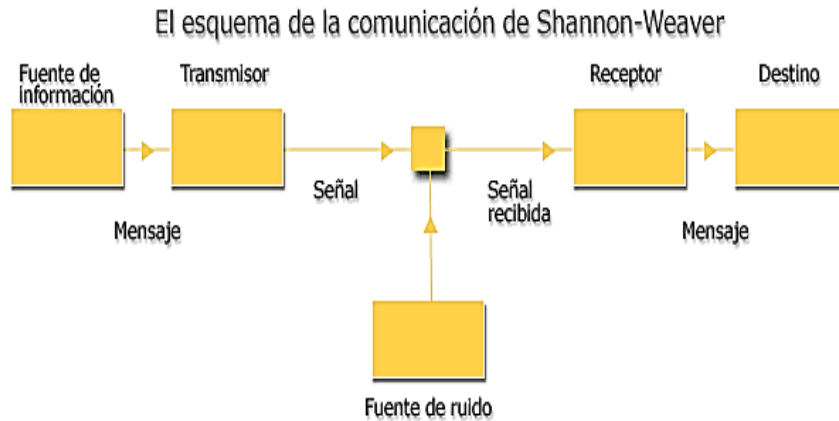 El esquema de la comunicación de Shannon-Weaver
Fuente de
información
Transmisor
Receptor
Destino
Señal
Señal
recibida
Mensaje
Mensaje
Fuente de ruido